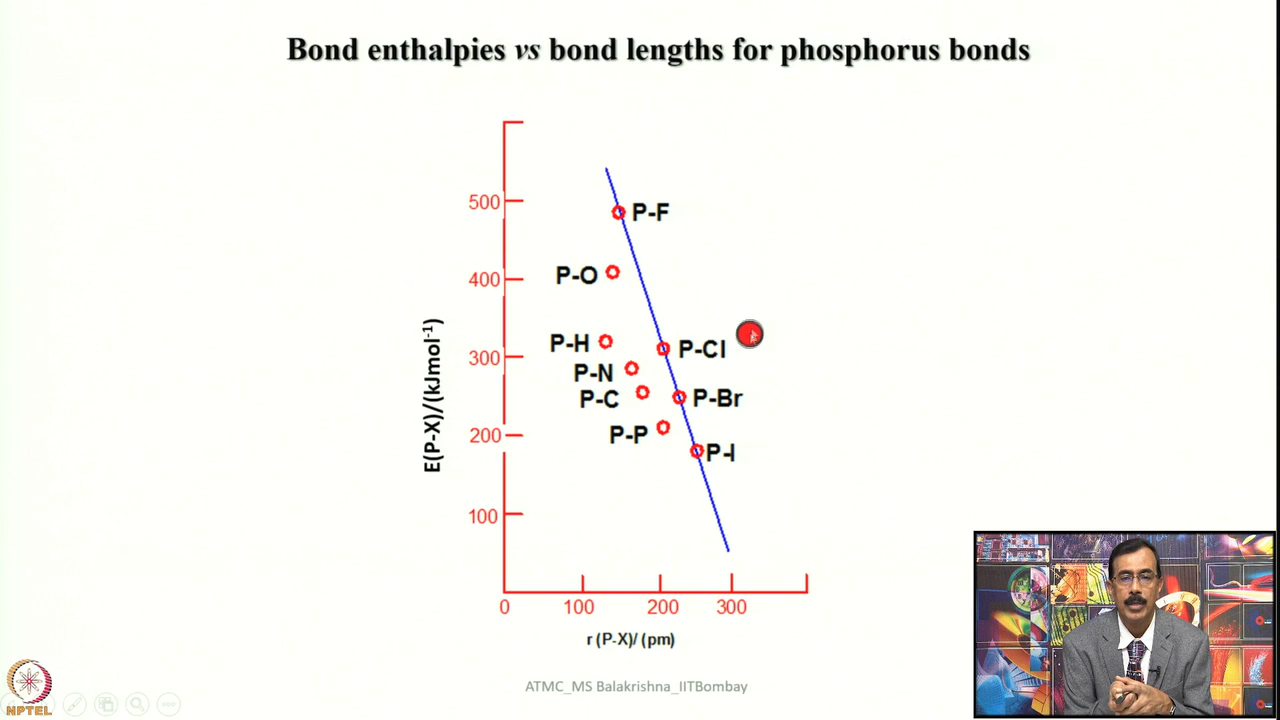 Bond enthalpies vs bond lengths for phosphorus bonds
500
P-F
P-O
400
E(P-X)/(kJmol-1)
P-H
P-Cl
300
P-N
P-C
P-Br
P-P
200
P-I
100
0 100 200 300
r (P-X)/ (pm)
ATMC_MS Balakrishna_IITBombay
NPTEL